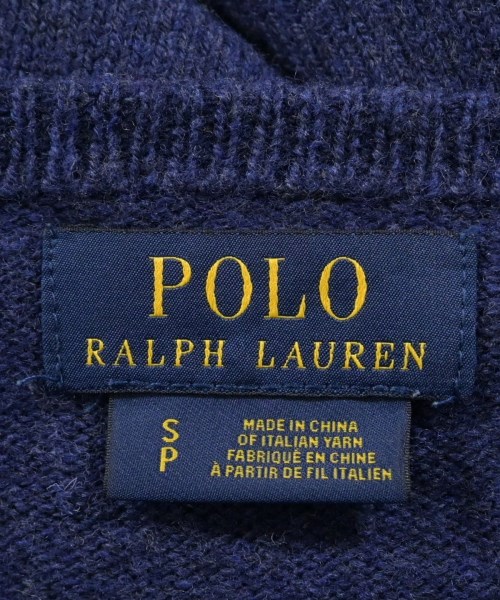 POLO
RALPH LAUREN
S
P
MADE IN CHINA
OF ITALIAN YARN
FABRIQUÉ EN CHINE
À PARTIR DE FIL ITALIEN